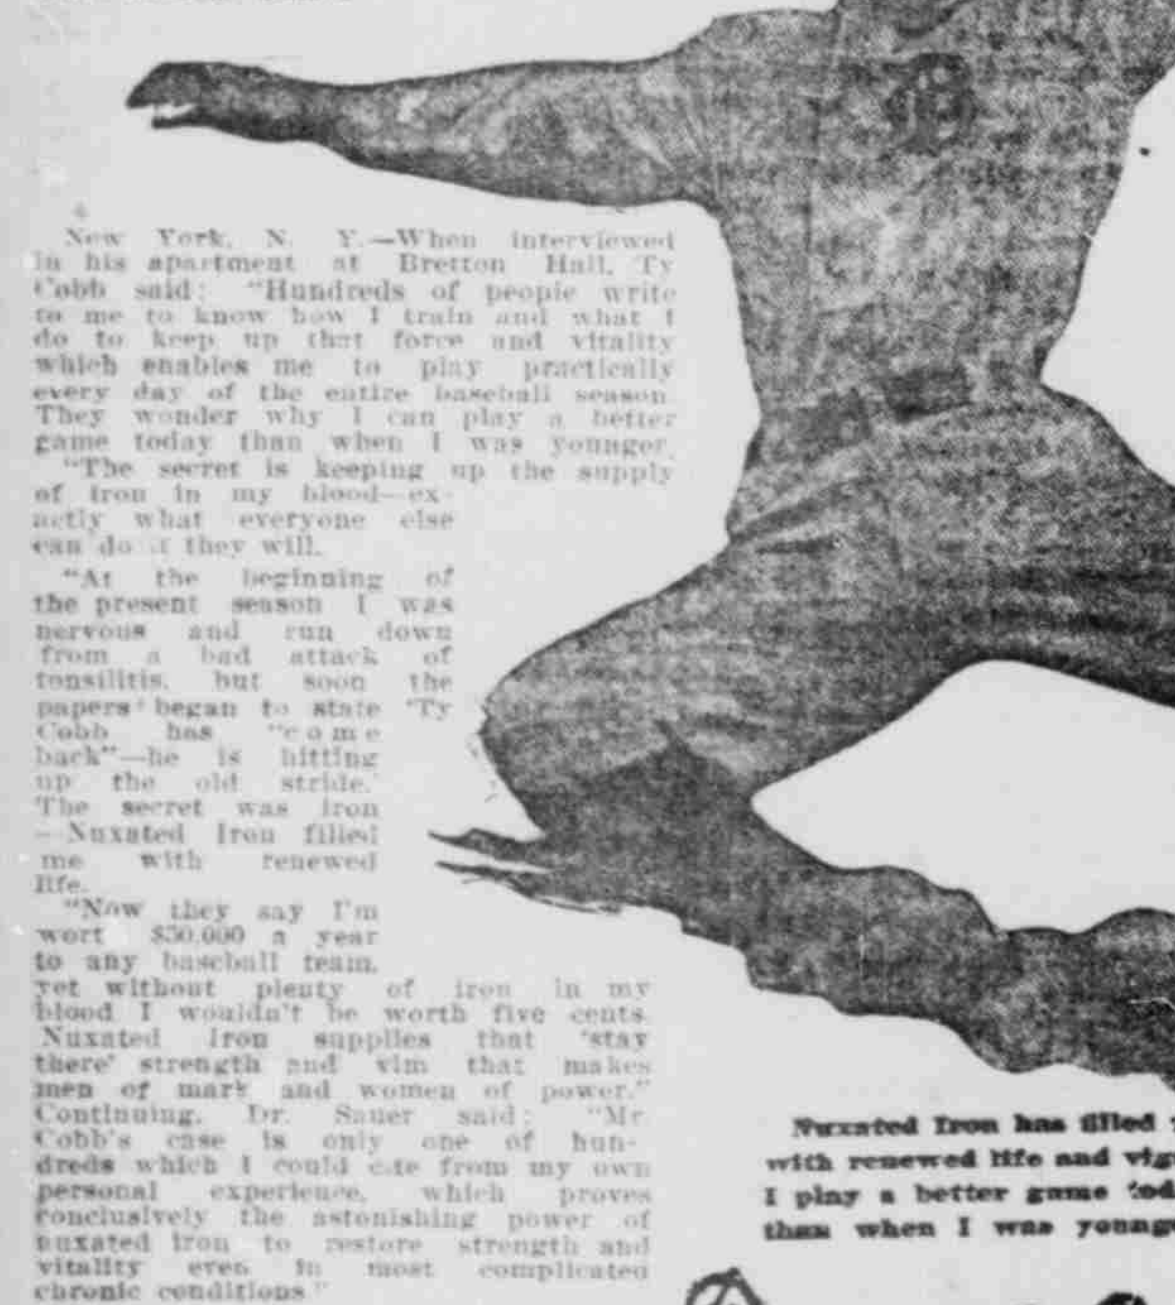 New York, N. Y.—When interviewed
in his apartment at Bretton Hall, Ty
Cobb said: "Hundreds of people write
to me to know how I train and what I
do to keep up that force and vitality
which enables me to play practically
every day of the entire baseball season.
They wonder why I can play a better
game today than when I was younger.
"The secret is keeping up the supply
of iron in my blood—ex-
actly what everyone else
can do they will.
"At the beginning of
the present season I was
nervous and run down
from a bad attack of
tonsilitis, but soon the
papers began to state 'Ty
Cobb has "come
back"—he is hitting
up the old stride.'
The secret was iron
—Nuxated Iron filled
me with renewed
life.
"Now they say I'm
wort $50,000 a year
to any baseball team,
yet without plenty of iron in my
blood I wouldn't be worth five cents.
Nuxated Iron supplies that 'stay
there' strength and vim that makes
men of mark and women of power."
Continuing, Dr. Sauer said: "Mr
Cobb's case is only one of hun-
dreds which I could cite from my own
personal experience, which proves
conclusively the astonishing power of
nuxated iron to restore strength and
vitality even in most complicated
chronic conditions."
Nuxated Iron has filled
with renewed life and vig
I play a better game tod
than when I was young